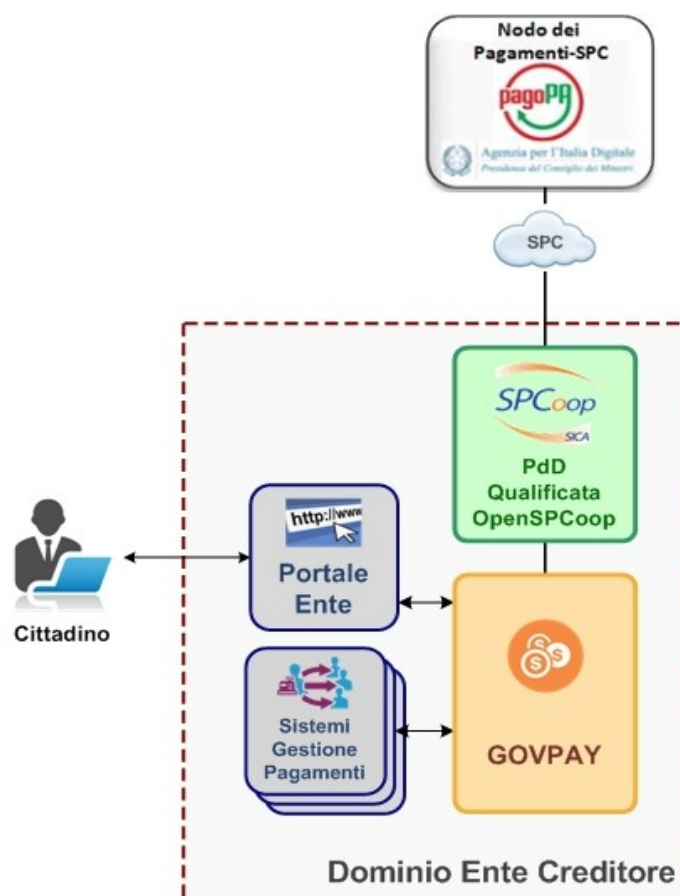 Nodo dei
Pagamenti-SPC
pagoPA
Agenzia per l'Italia Digitale
Presidenza del Consiglio dei Ministri
SPC
SPCoop
SICA
PdD
Qualificata
OpenSPCoop
http://www
Portale
Ente
Cittadino
Sistemi
Gestione
Pagamenti
GOVPAY
Dominio Ente Creditore